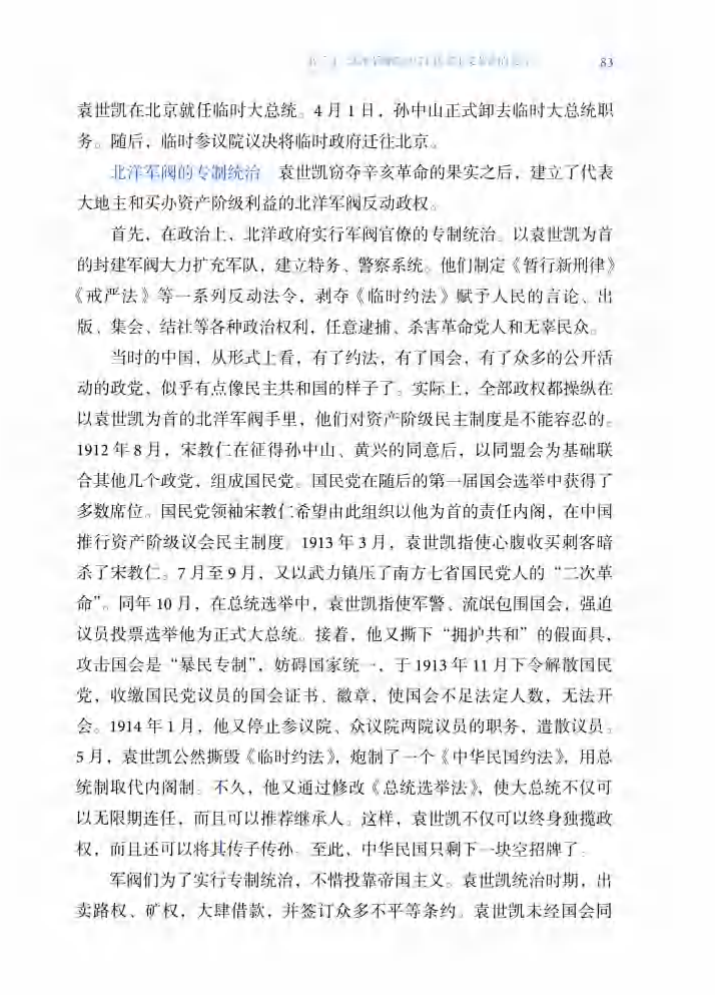 83
袁世凯在北京就任临时大总统。4月1日，孙中山正式卸去临时大总统职
务。随后，临时参议院议决将临时政府迁往北京。
北洋军阀的专制统治 袁世凯窃夺辛亥革命的果实之后，建立了代表
大地主和买办资产阶级利益的北洋军阀反动政权。
首先，在政治上，北洋政府实行军阀官僚的专制统治。以袁世凯为首
的封建军阀大力扩充军队，建立特务、警察系统。他们制定《暂行新刑律》
《戒严法》等一系列反动法令，剥夺《临时约法》赋予人民的言论、出
版、集会、结社等各种政治权利，任意逮捕、杀害革命党人和无辜民众。
当时的中国，从形式上看，有了约法，有了国会，有了众多的公开活
动的政党，似乎有点像民主共和国的样子了。实际上，全部政权都操纵在
以袁世凯为首的北洋军阀手里，他们对资产阶级民主制度是不能容忍的。
1912年8月，宋教仁在征得孙中山、黄兴的同意后，以同盟会为基础联
合其他几个政党，组成国民党。国民党在随后的第一届国会选举中获得了
多数席位。国民党领袖宋教仁希望由此组织以他为首的责任内阁，在中国
推行资产阶级议会民主制度。1913年3月，袁世凯指使心腹收买刺客暗
杀了宋教仁。7月至9月，又以武力镇压了南方七省国民党人的“二次革
命”。同年10月，在总统选举中，袁世凯指使军警、流氓包围国会，强迫
议员投票选举他为正式大总统。接着，他又撕下“拥护共和”的假面具，
攻击国会是“暴民专制”，妨碍国家统一，于1913年11月下令解散国民
党，收缴国民党议员的国会证书、徽章，使国会不足法定人数，无法开
会。1914年1月，他又停止参议院、众议院两院议员的职务，遣散议员。
5月，袁世凯公然撕毁《临时约法》，炮制了一个《中华民国约法》，用总
统制取代内阁制。不久，他又通过修改《总统选举法》，使大总统不仅可
以无限期连任，而且可以推荐继承人。这样，袁世凯不仅可以终身独揽政
权，而且还可以将其传子传孙。至此、中华民国只剩下一块空招牌了。
军阀们为了实行专制统治，不惜投靠帝国主义。袁世凯统治时期，出
卖路权、矿权，大肆借款，并签订众多不平等条约。袁世凯未经国会同